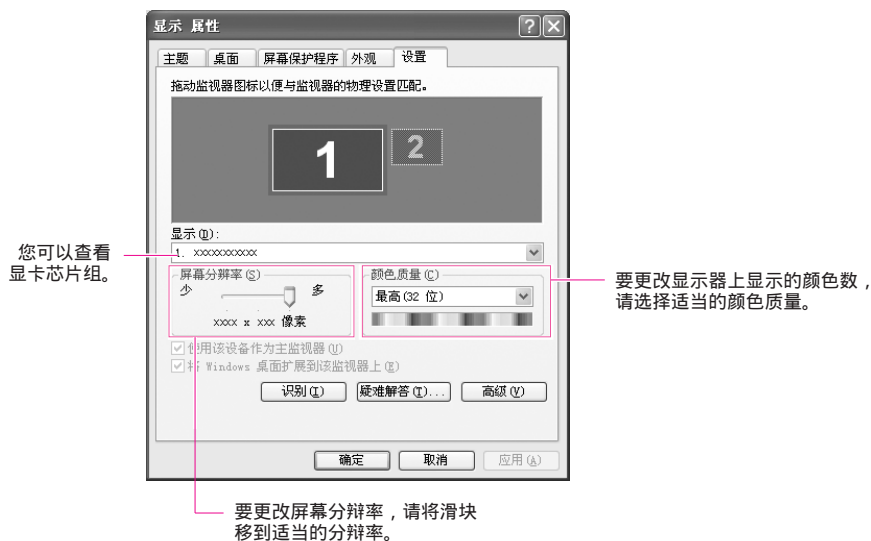 显示 属性
主题 桌面 屏幕保护程序 外观 设置
拖动监视器图标以便与监视器的物理设置匹配。
1 2
显示(D):
1. xxxxxxxxxxx
您可以查看
显卡芯片组。
屏幕分辨率(S)
少 多
xxxx x xxx 像素
颜色质量(C)
最高(32 位)
要更改显示器上显示的颜色数，
请选择适当的颜色质量。
使用该设备作为主监视器(U)
将 Windows 桌面扩展到该监视器上(E)
识别(I) 疑难解答(T)... 高级(V)
确定 取消 应用(A)
要更改屏幕分辩率，请将滑块
移到适当的分辩率。